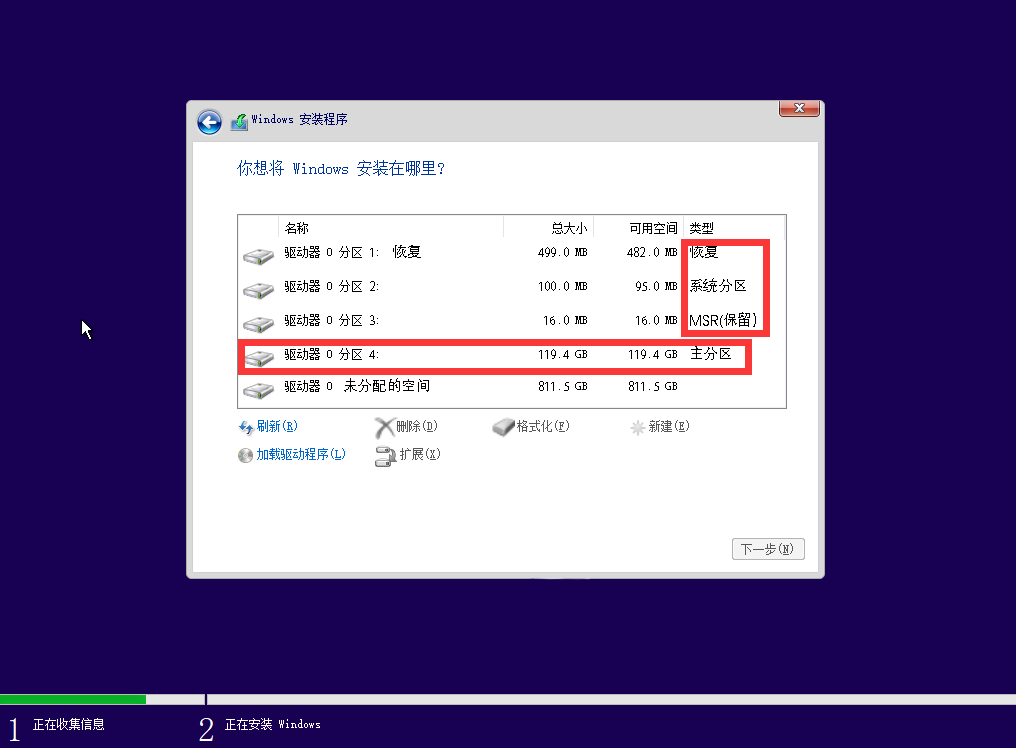 Windows 安装程序
你想将 Windows 安装在哪里?
名称 总大小 可用空间 类型
驱动器 0 分区 1: 恢复 499.0 MB 482.0 MB 恢复
驱动器 0 分区 2: 100.0 MB 95.0 MB 系统分区
驱动器 0 分区 3: 16.0 MB 16.0 MB MSR(保留)
驱动器 0 分区 4: 119.4 GB 119.4 GB 主分区
驱动器 0 未分配的空间 811.5 GB 811.5 GB
刷新(R) 删除(D) 格式化(F) 新建(E)
加载驱动程序(L) 扩展(X)
下一步(N)
1 正在收集信息 2 正在安装 Windows